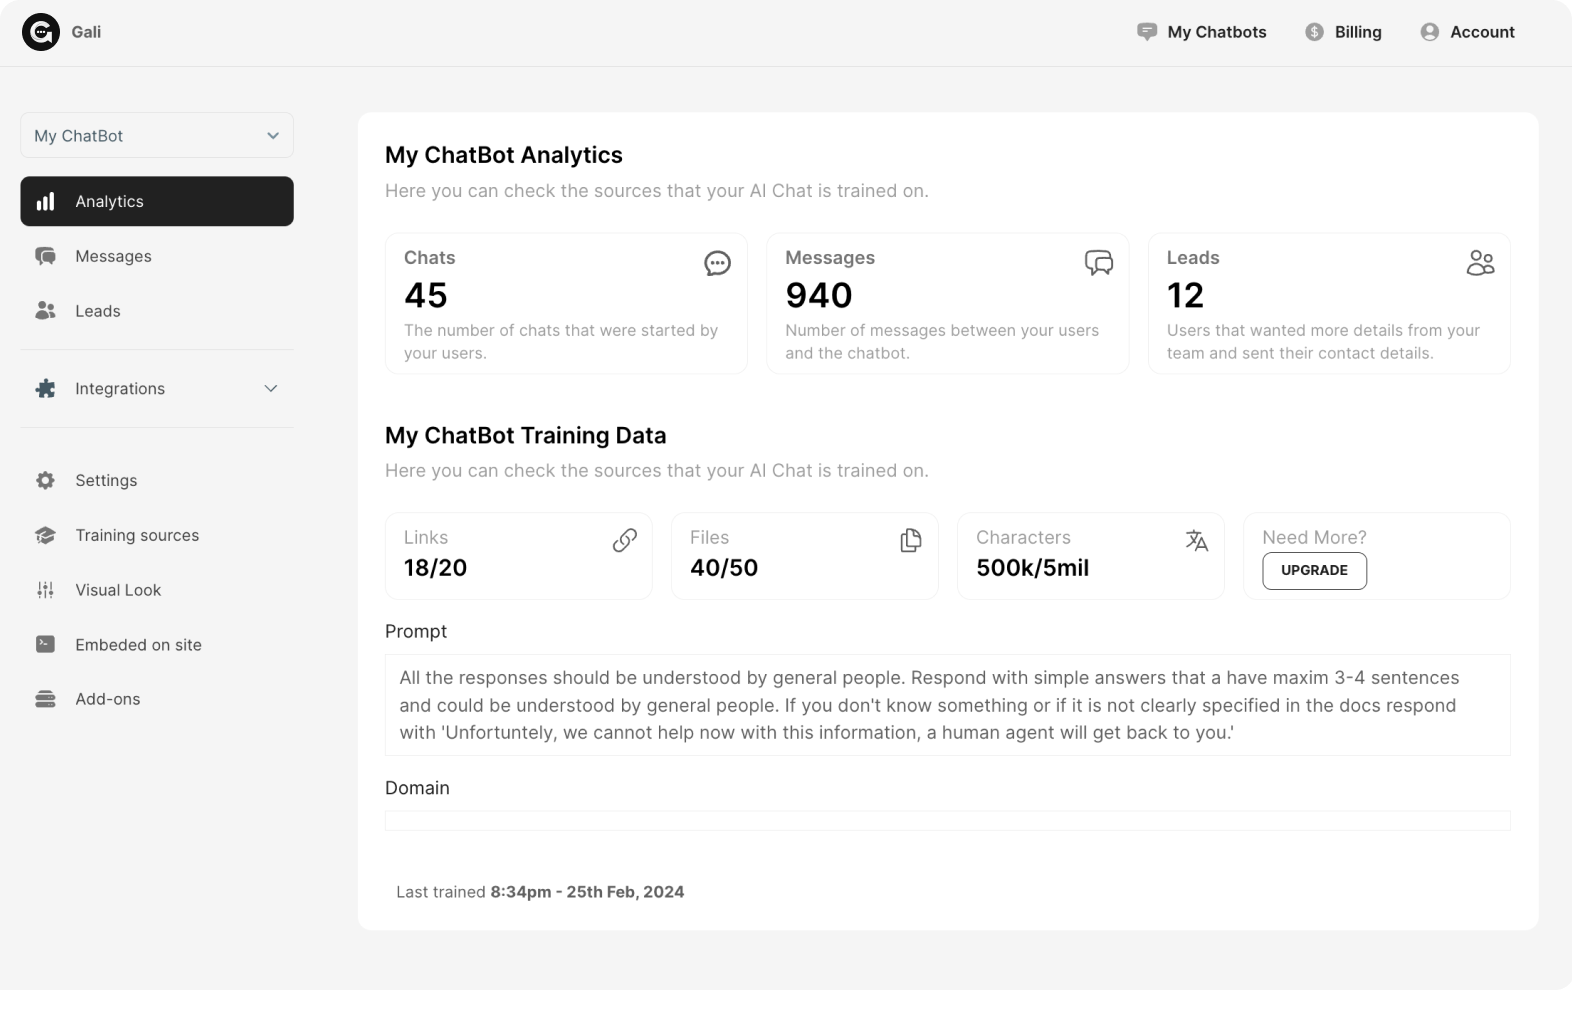 Gali
My Chatbots
Billing
Account
My ChatBot
Analytics
Messages
Leads
Integrations
Settings
Training sources
Visual Look
Embeded on site
Add-ons
My ChatBot Analytics
Here you can check the sources that your AI Chat is trained on.
Chats
45
The number of chats that were started by
your users.
Messages
940
Number of messages between your users
and the chatbot.
Leads
12
Users that wanted more details from your
team and sent their contact details.
My ChatBot Training Data
Here you can check the sources that your AI Chat is trained on.
Links
18/20
Files
40/50
Characters
500k/5mil
Need More?
UPGRADE
Prompt
All the responses should be understood by general people. Respond with simple answers that a have maxim 3-4 sentences
and could be understood by general people. If you don't know something or if it is not clearly specified in the docs respond
with 'Unfortuntely, we cannot help now with this information, a human agent will get back to you.'
Domain
Last trained 8:34pm - 25th Feb, 2024